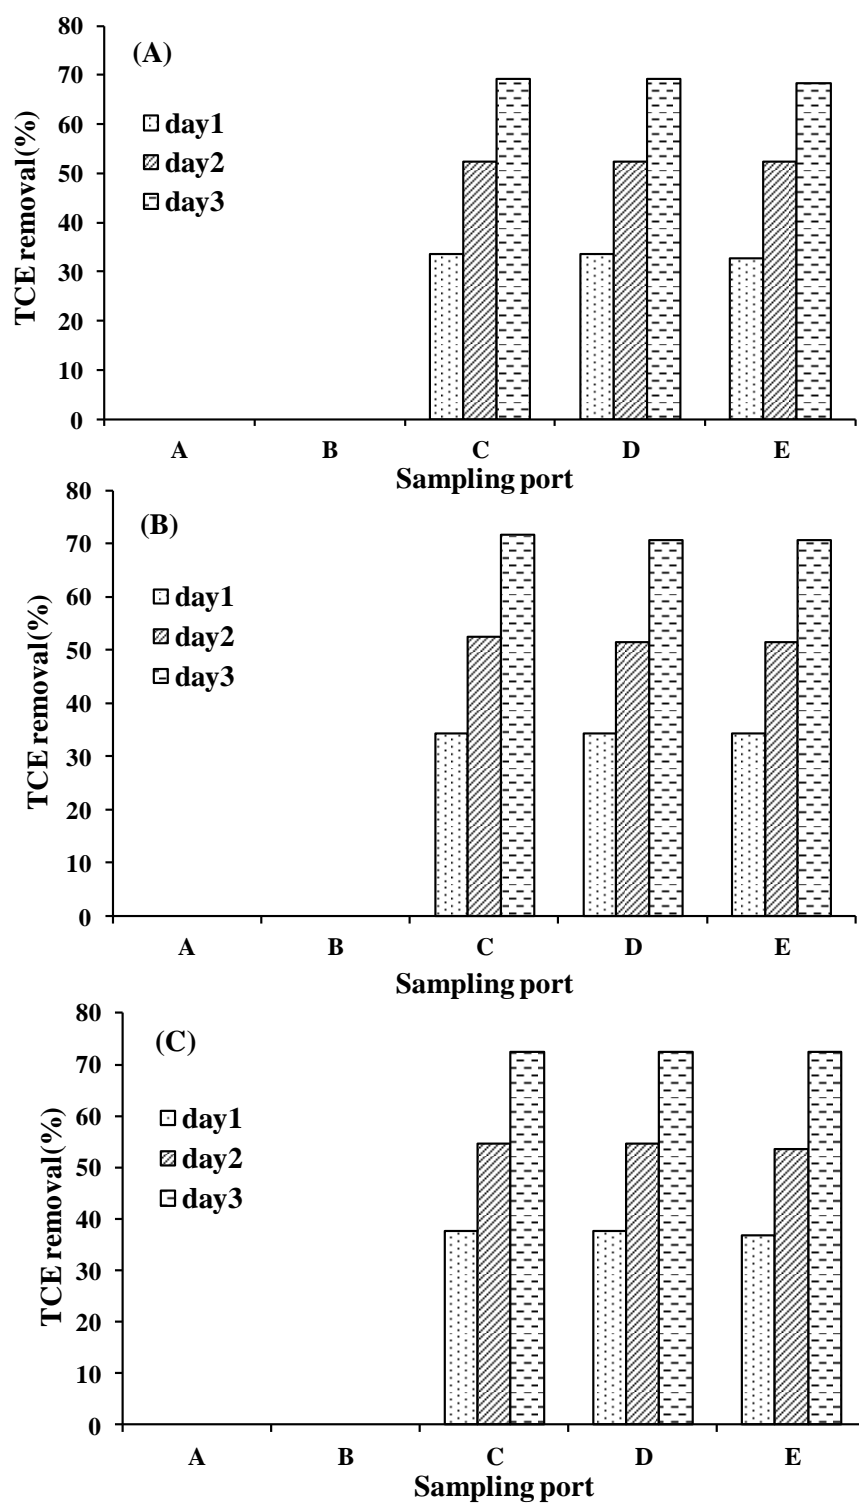 80
(A)
70
60
day1
50
day2
40
day3
30
20
10
0
TCE removal(%)
A B C D E
Sampling port
80
(B)
70
60
day1
50
day2
40
day3
30
20
10
0
TCE removal(%)
A B C D E
Sampling port
80
(C)
70
60
day1
50
day2
40
day3
30
20
10
0
TCE removal(%)
A B C D E
Sampling port